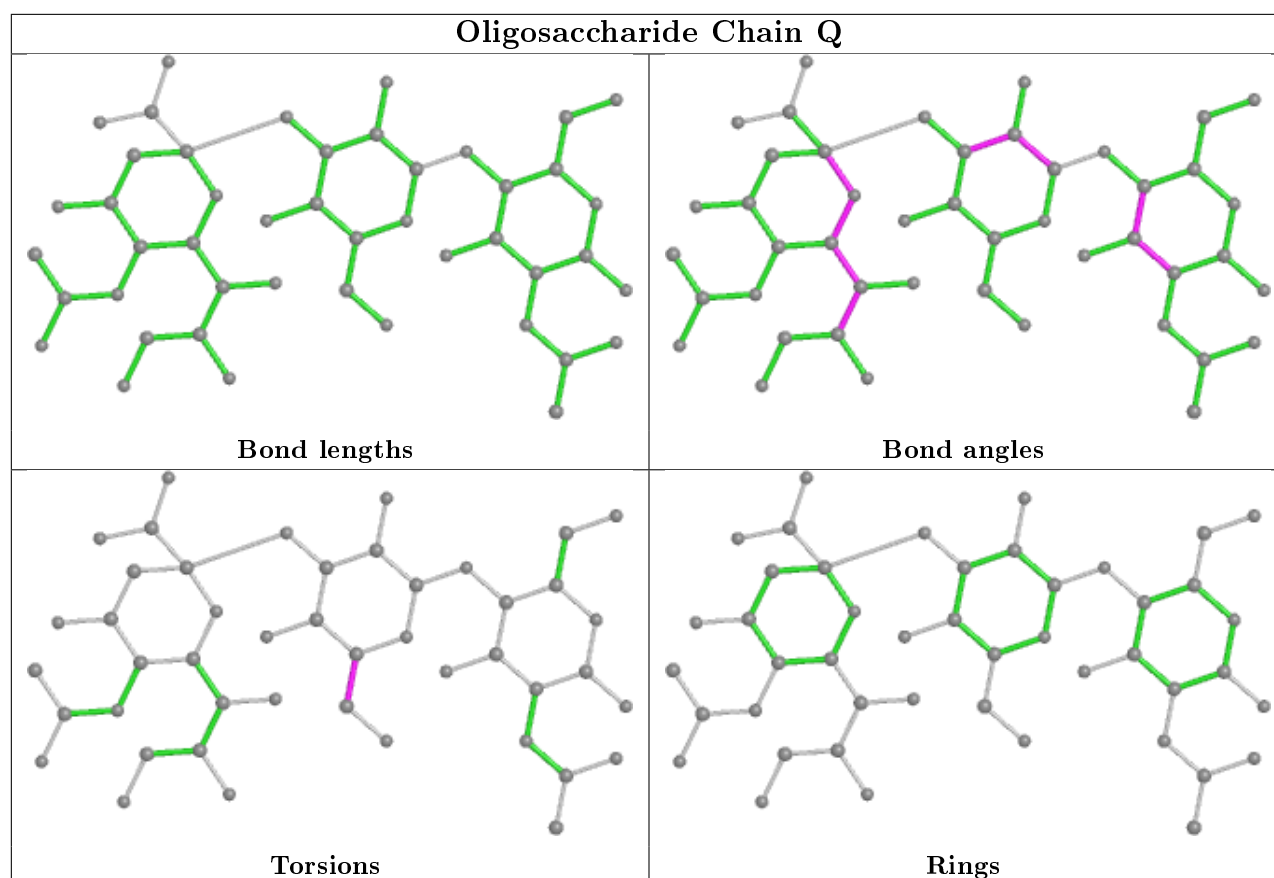 Oligosaccharide Chain Q
Bond lengths
Bond angles
Torsions
Rings